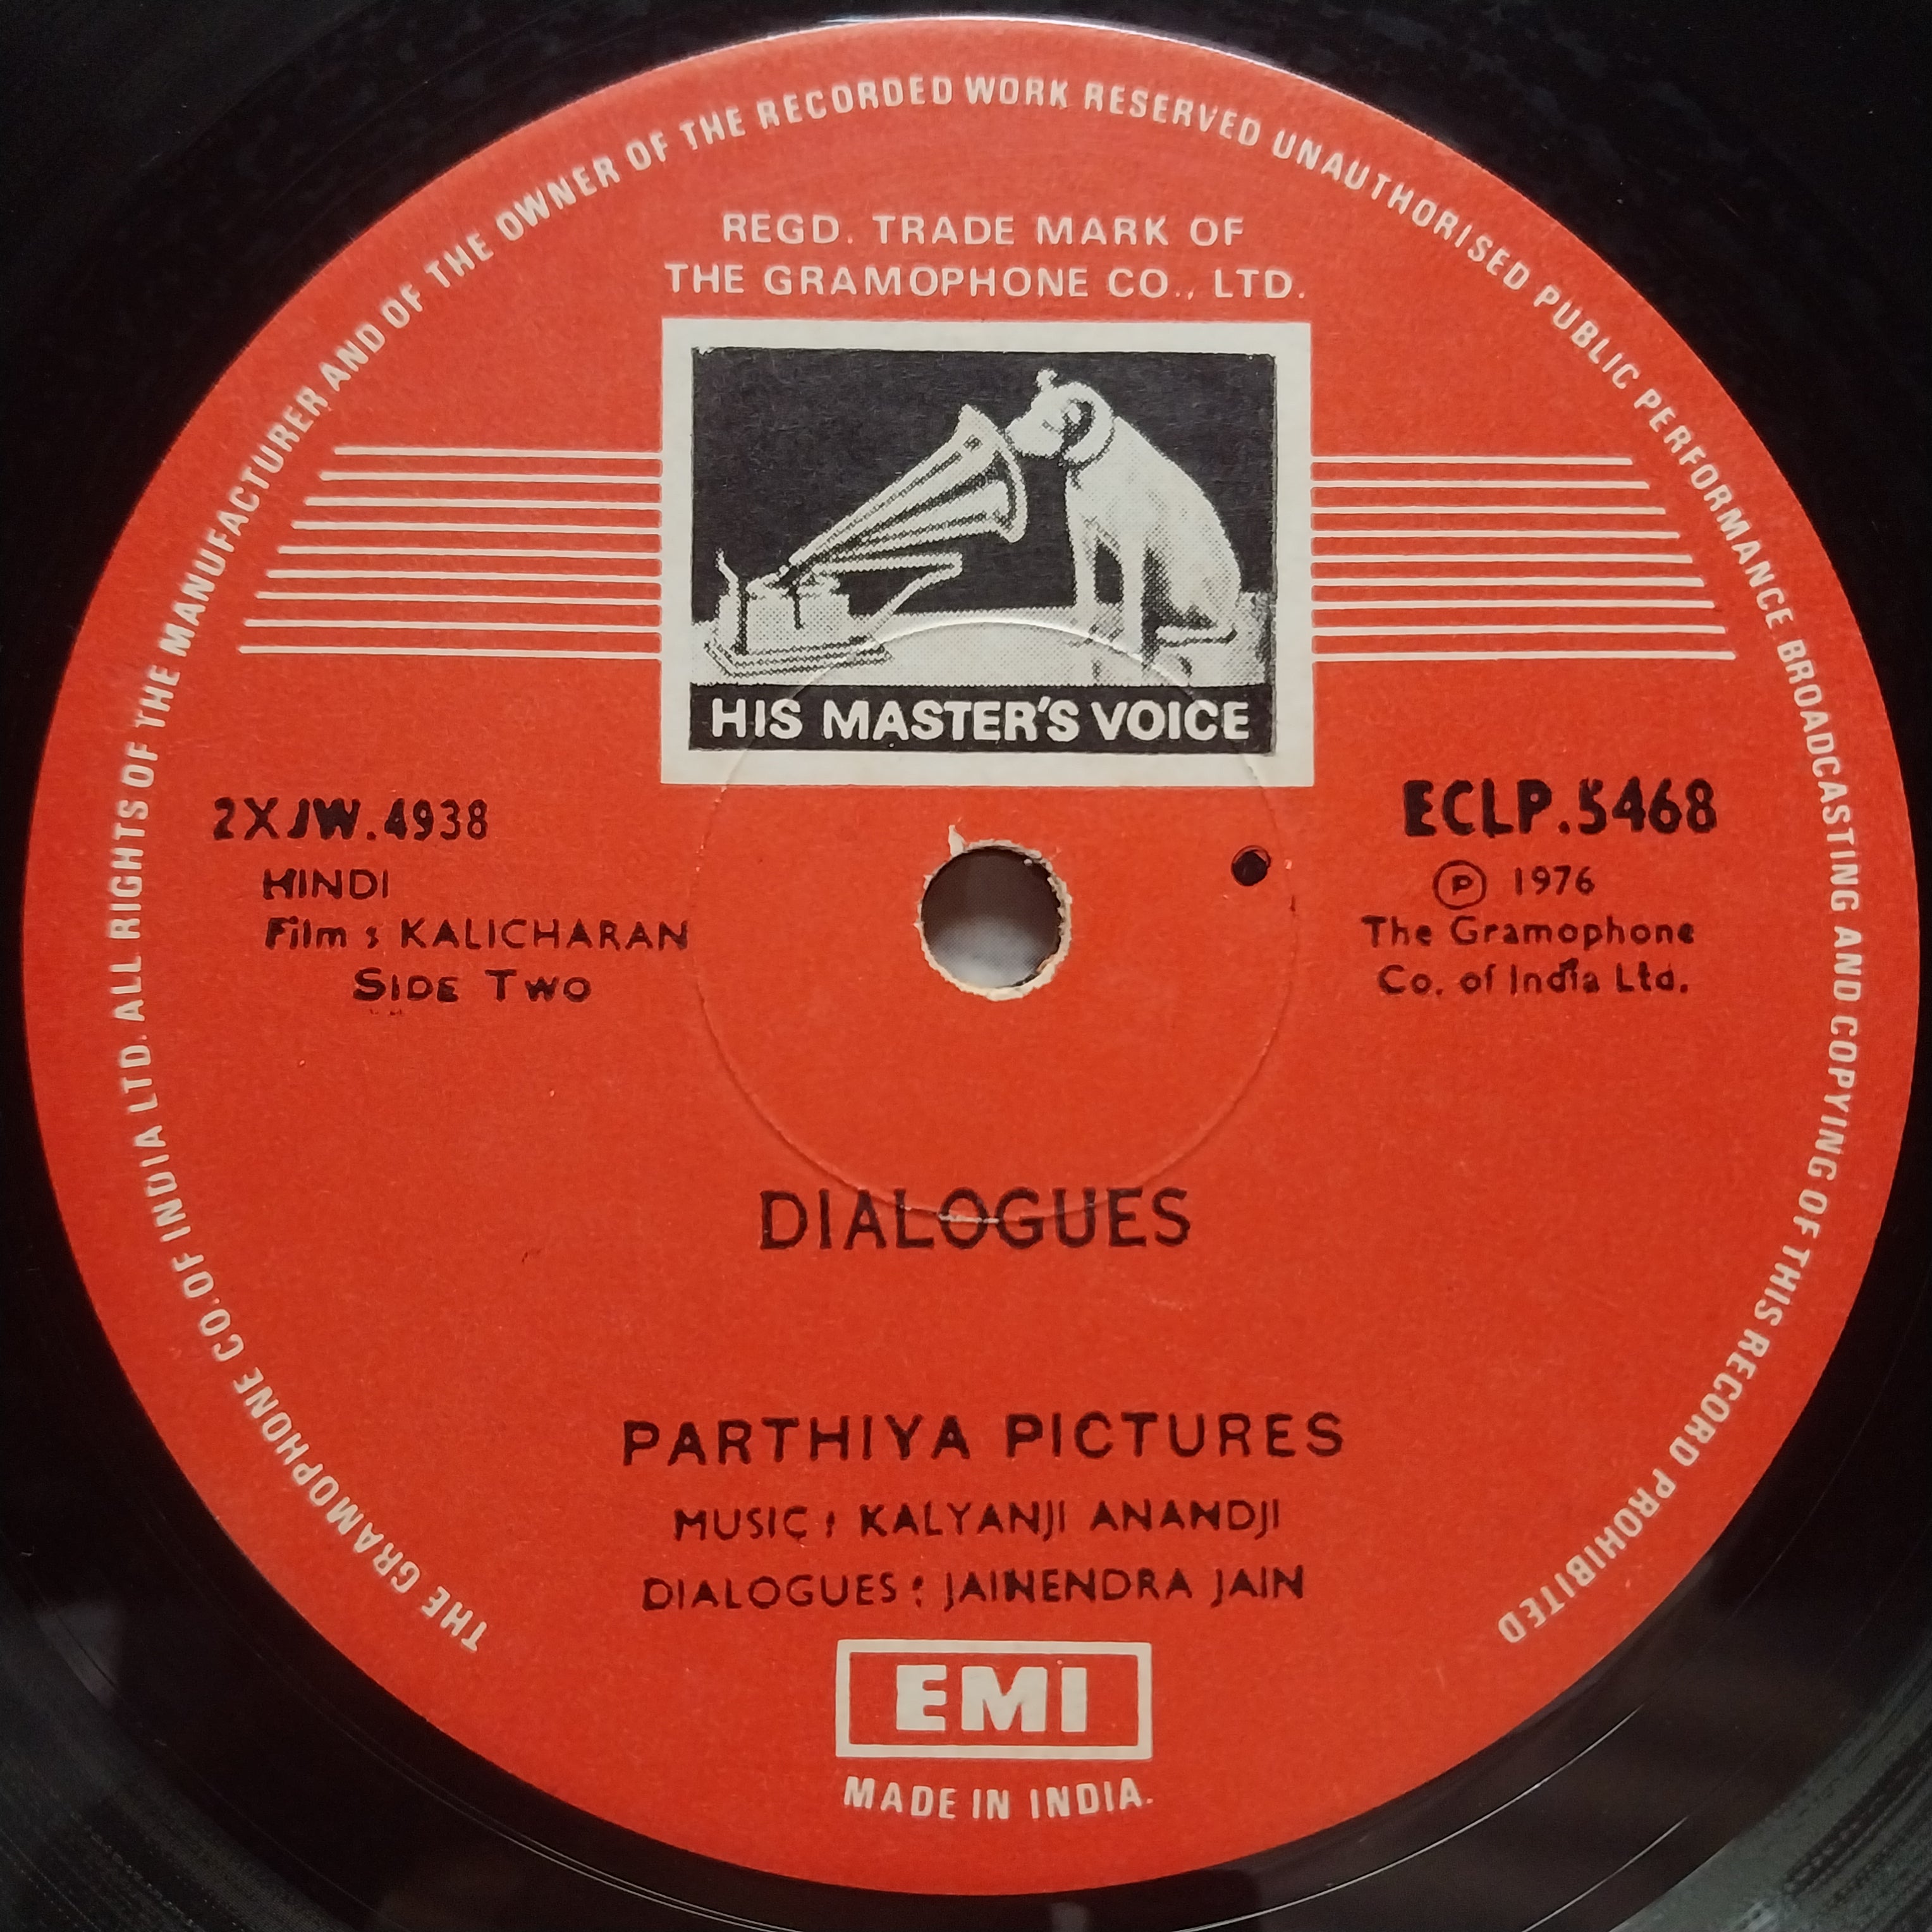 THE GRAMOPHONE CO. OF INDIA LTD. ALL RIGHTS OF THE MANUFACTURER AND OF THE OWNER OF THE RECORDED WORK RESERVED UNAUTHORISED PUBLIC PERFORMANCE BROADCASTING AND COPYING OF THIS RECORD PROHIBITED
REGD. TRADE MARK OF
THE GRAMOPHONE CO., LTD.
HIS MASTER'S VOICE
2XJW.4938
HINDI
Film : KALICHARAN
SIDE TWO
ECLP.5468
Ⓟ 1976
The Gramophone
Co. of India Ltd.
DIALOGUES
PARTHIYA PICTURES
MUSIC : KALYANJI ANANDJI
DIALOGUES : JAINENDRA JAIN
EMI
MADE IN INDIA.